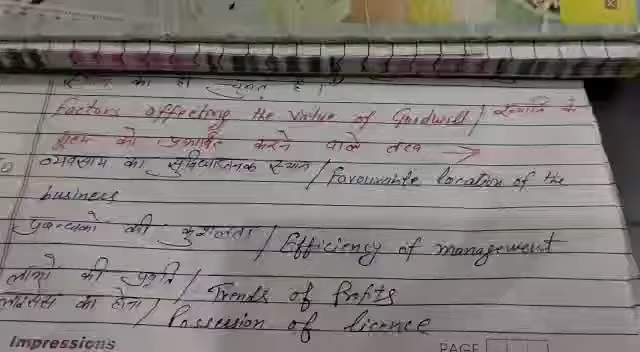 का ही मूल्य है।
Factors affecting the value of Goodwill / ख्याति के
मूल्य को प्रभावित करने वाले तत्व →
व्यवसाय का सुविधाजनक स्थान / favourable location of the
business
प्रबन्धको की कुशलता / Efficiency of management
लाभो की प्रवृति / Trends of Profits
लाइसेंस का होना / Possession of licence
Impressions
PAGE